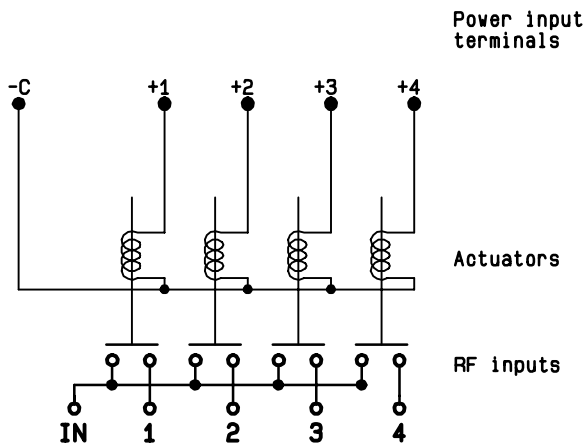 Power input
terminals
-C +1 +2 +3 +4
Actuators
RF inputs
IN 1 2 3 4